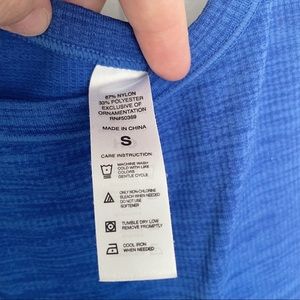 67% NYLON
33% POLYESTER
EXCLUSIVE OF
ORNAMENTATION
RN#50369
MADE IN CHINA
S
CARE INSTRUCTION
MACHINE WASH
COLD WITH LIKE
COLORS
GENTLE CYCLE
ONLY NON-CHLORINE
BLEACH WHEN NEEDED
DO NOT USE
SOFTENER
TUMBLE DRY LOW
REMOVE PROMPTLY
COOL IRON
WHEN NEEDED